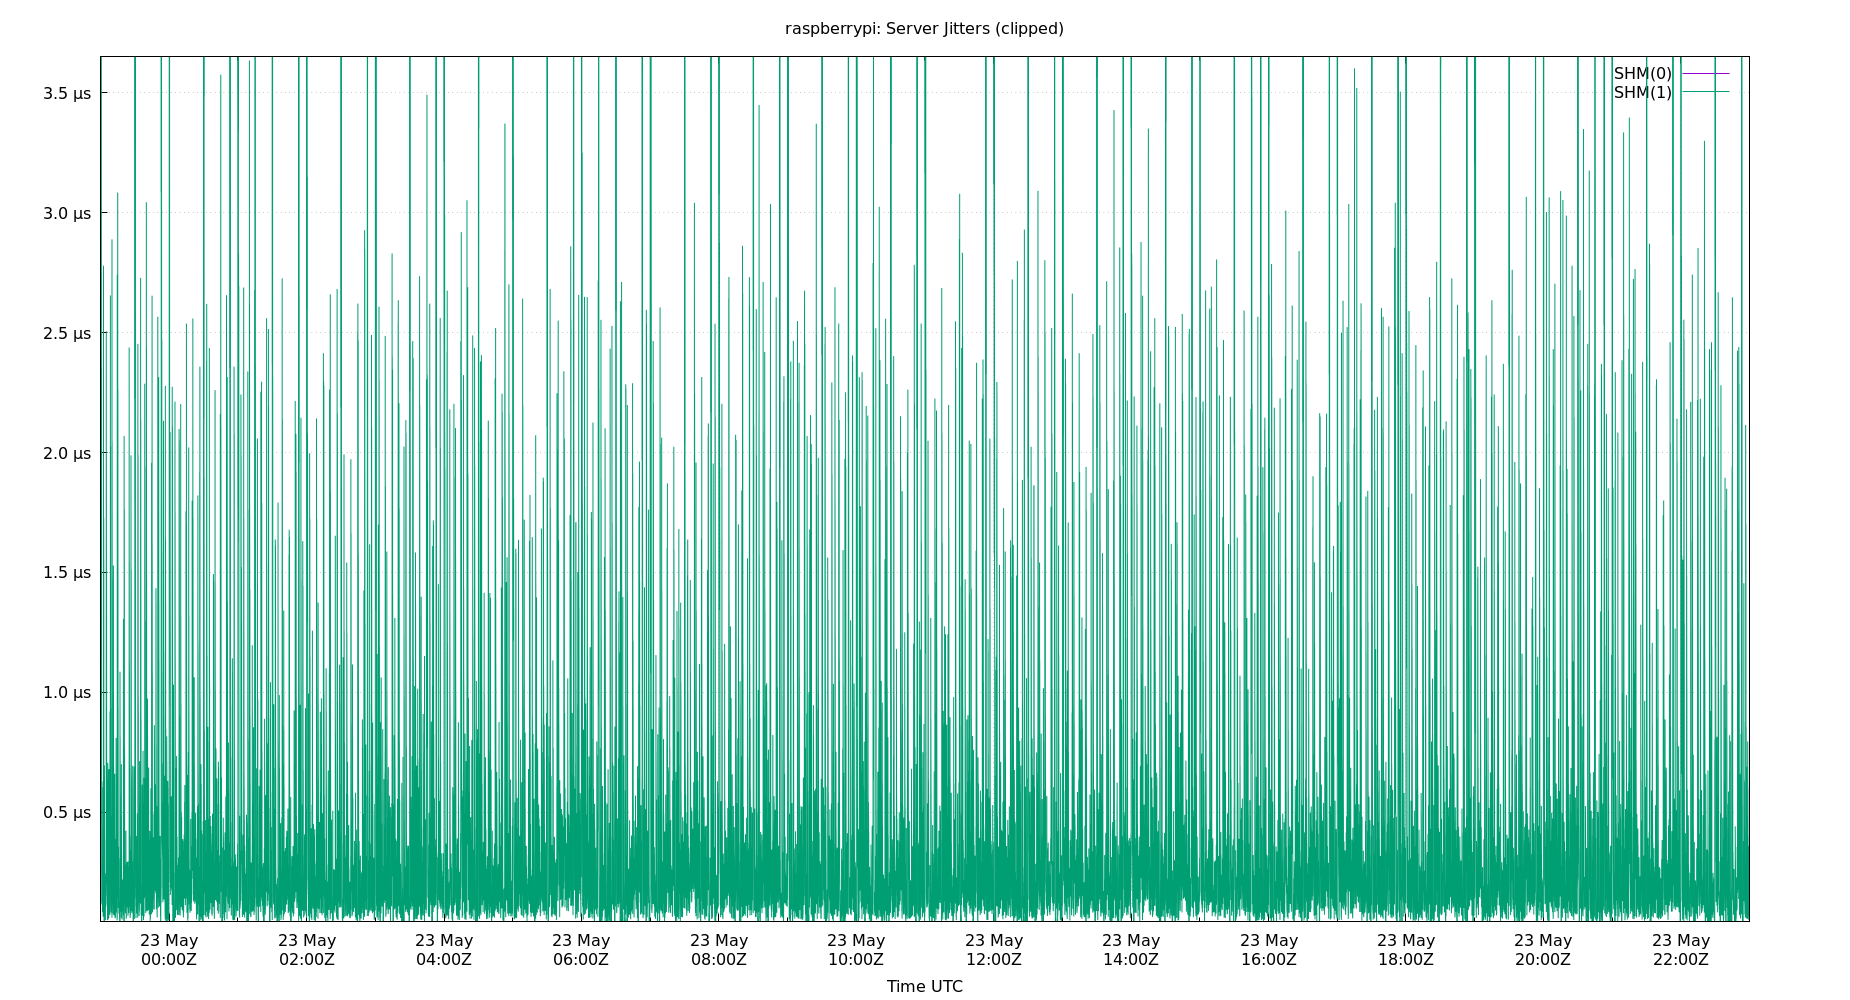 raspberrypi: Server Jitters (clipped)
SHM(0)
SHM(1)
3.5 µs
3.0 µs
2.5 µs
2.0 µs
1.5 µs
1.0 µs
0.5 µs
23 May 23 May 23 May 23 May 23 May 23 May 23 May 23 May 23 May 23 May 23 May 23 May
00:00Z 02:00Z 04:00Z 06:00Z 08:00Z 10:00Z 12:00Z 14:00Z 16:00Z 18:00Z 20:00Z 22:00Z
Time UTC